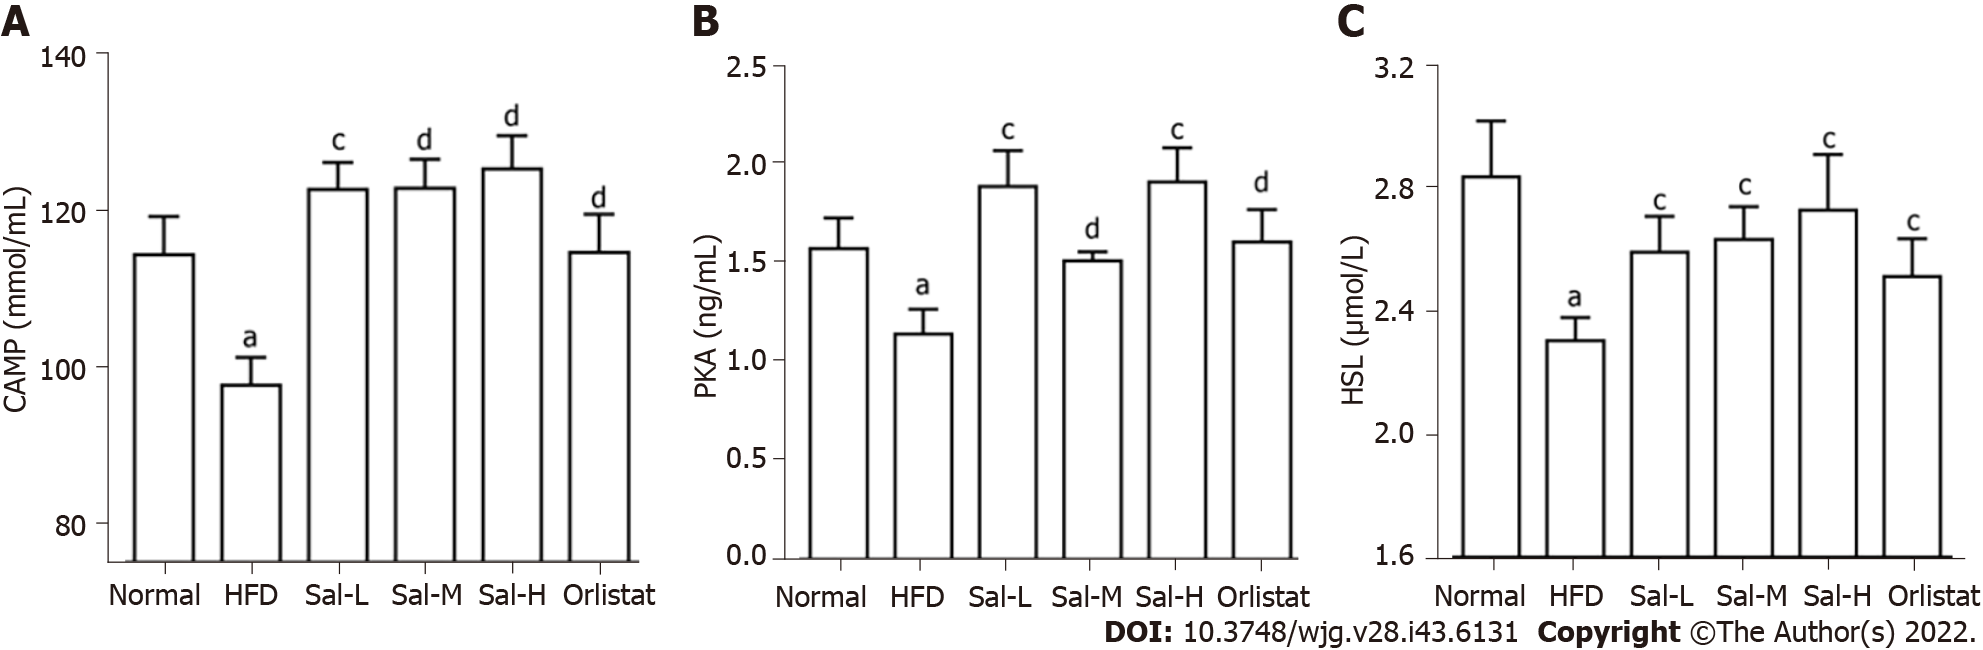 A
CAMP (mmol/mL)
140
120
100
80
a
c
d
d
d
Normal HFD Sal-L Sal-M Sal-H Orlistat
B
PKA (ng/mL)
2.5
2.0
1.5
1.0
0.5
0.0
a
c
d
c
d
Normal HFD Sal-L Sal-M Sal-H Orlistat
C
HSL (μmol/L)
3.2
2.8
2.4
2.0
1.6
a
c
c
c
c
Normal HFD Sal-L Sal-M Sal-H Orlistat
DOI: 10.3748/wjg.v28.i43.6131 Copyright ©The Author(s) 2022.